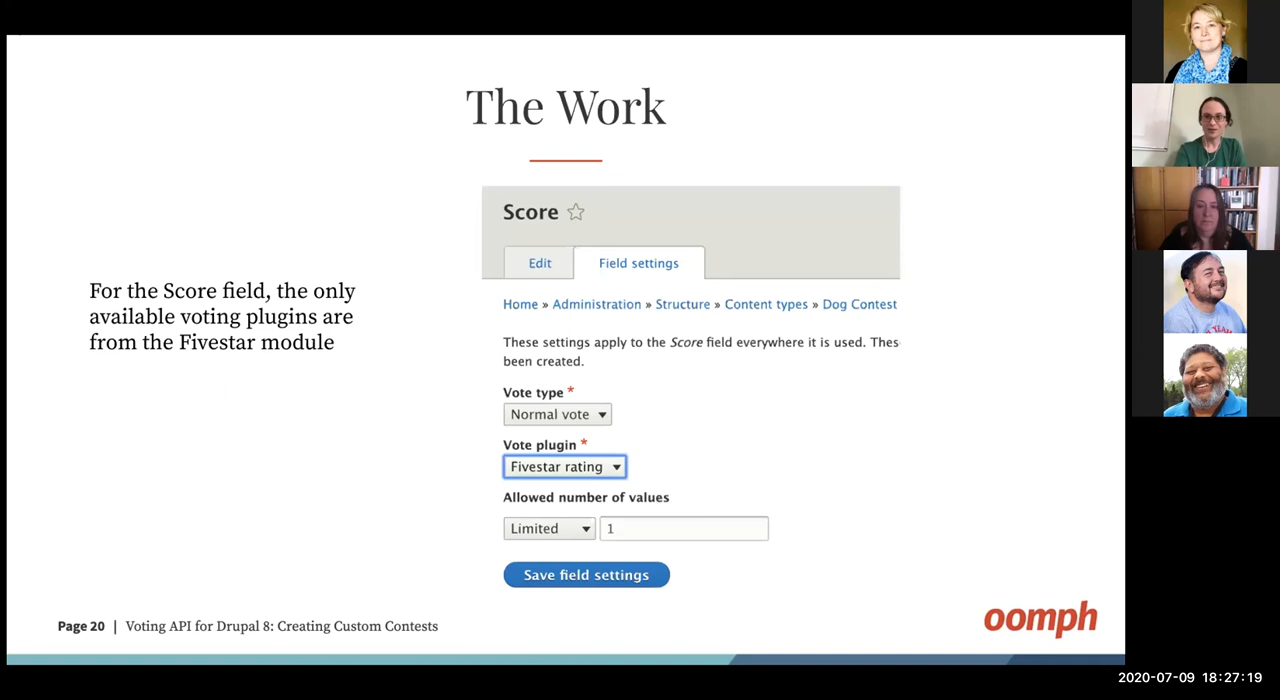 The Work
For the Score field, the only
available voting plugins are
from the Fivestar module
Score
Edit
Field settings
Home » Administration » Structure » Content types » Dog Contest
These settings apply to the Score field everywhere it is used. Thes
been created.
Vote type *
Normal vote
Vote plugin *
Fivestar rating
Allowed number of values
Limited
1
Save field settings
Page 20 | Voting API for Drupal 8: Creating Custom Contests
oomph
2020-07-09 18:27:19